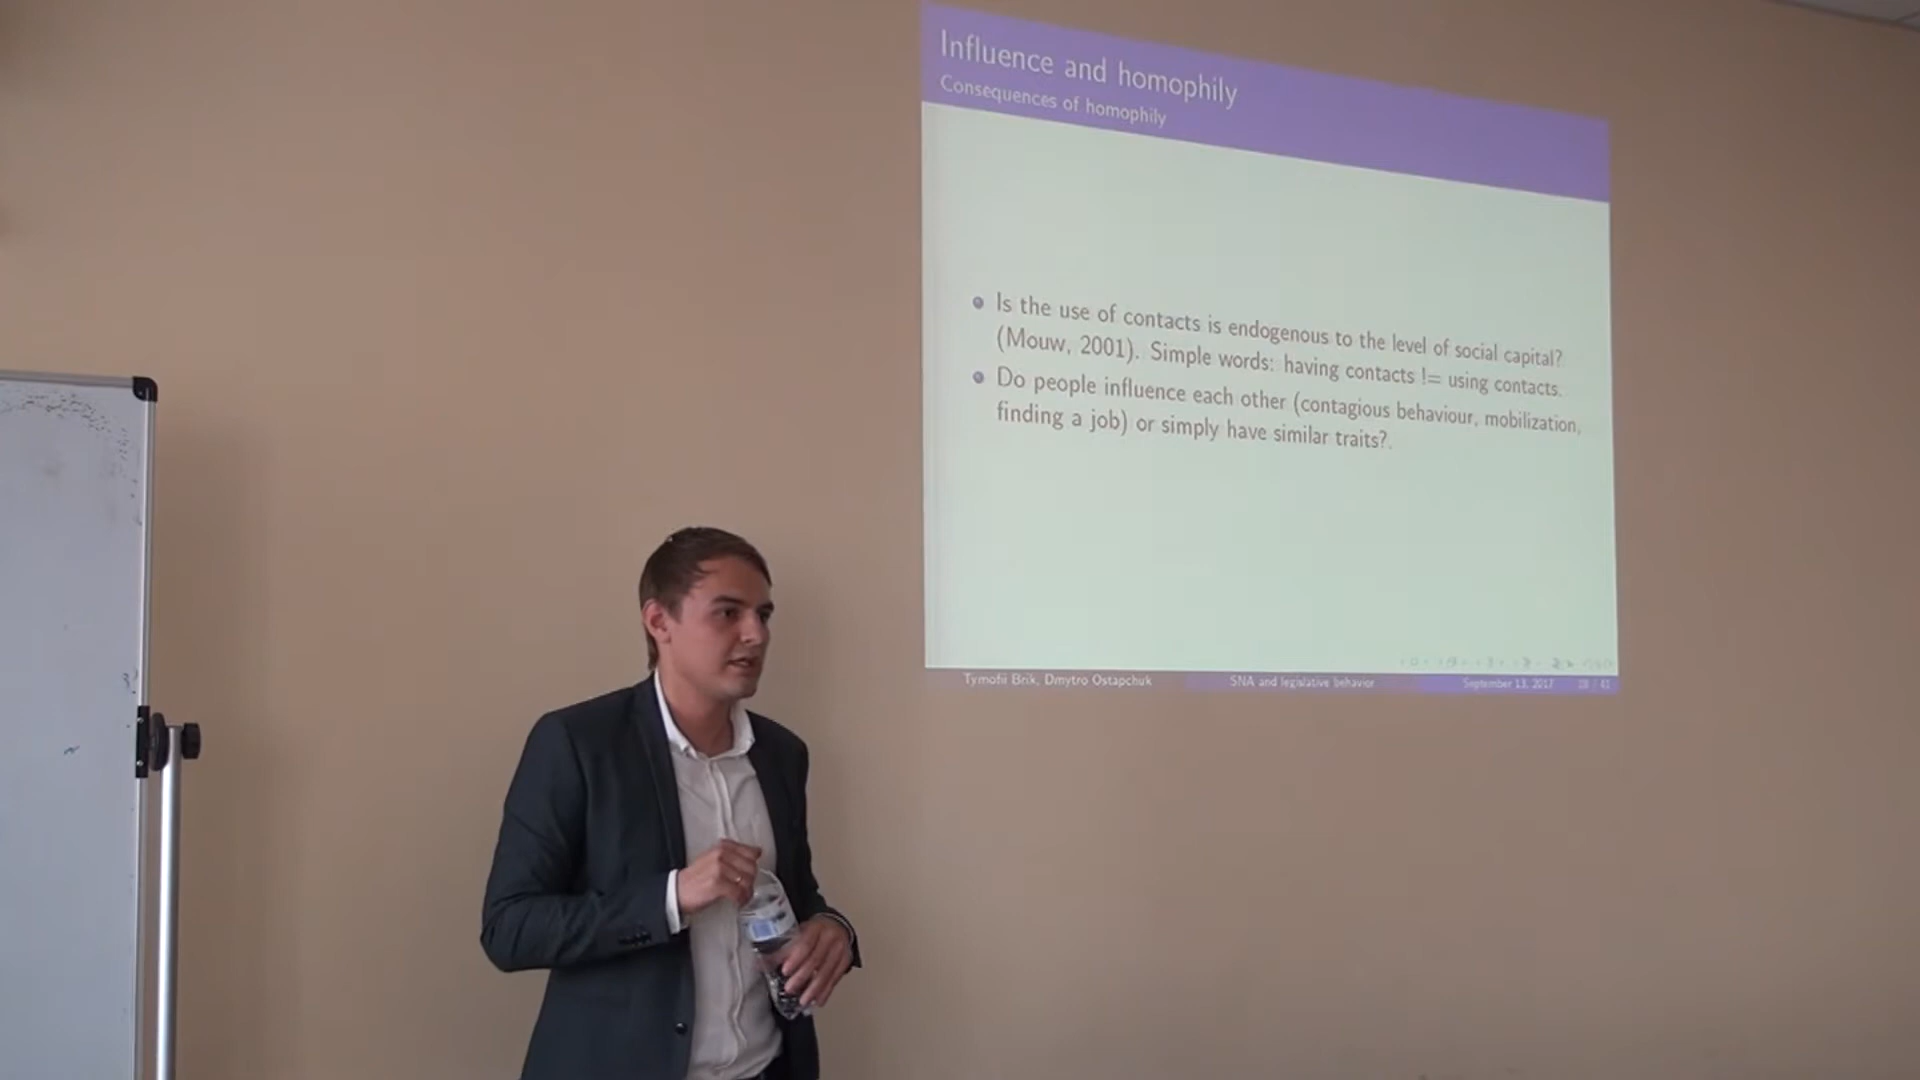 Influence and homophily
Consequences of homophily
Is the use of contacts is endogenous to the level of social capital?
(Mouw, 2001). Simple words: having contacts != using contacts.
Do people influence each other (contagious behaviour, mobilization,
finding a job) or simply have similar traits?.
Tymofii Brik, Dmytro Ostapchuk
SNA and legislative behavior
September 13, 2017